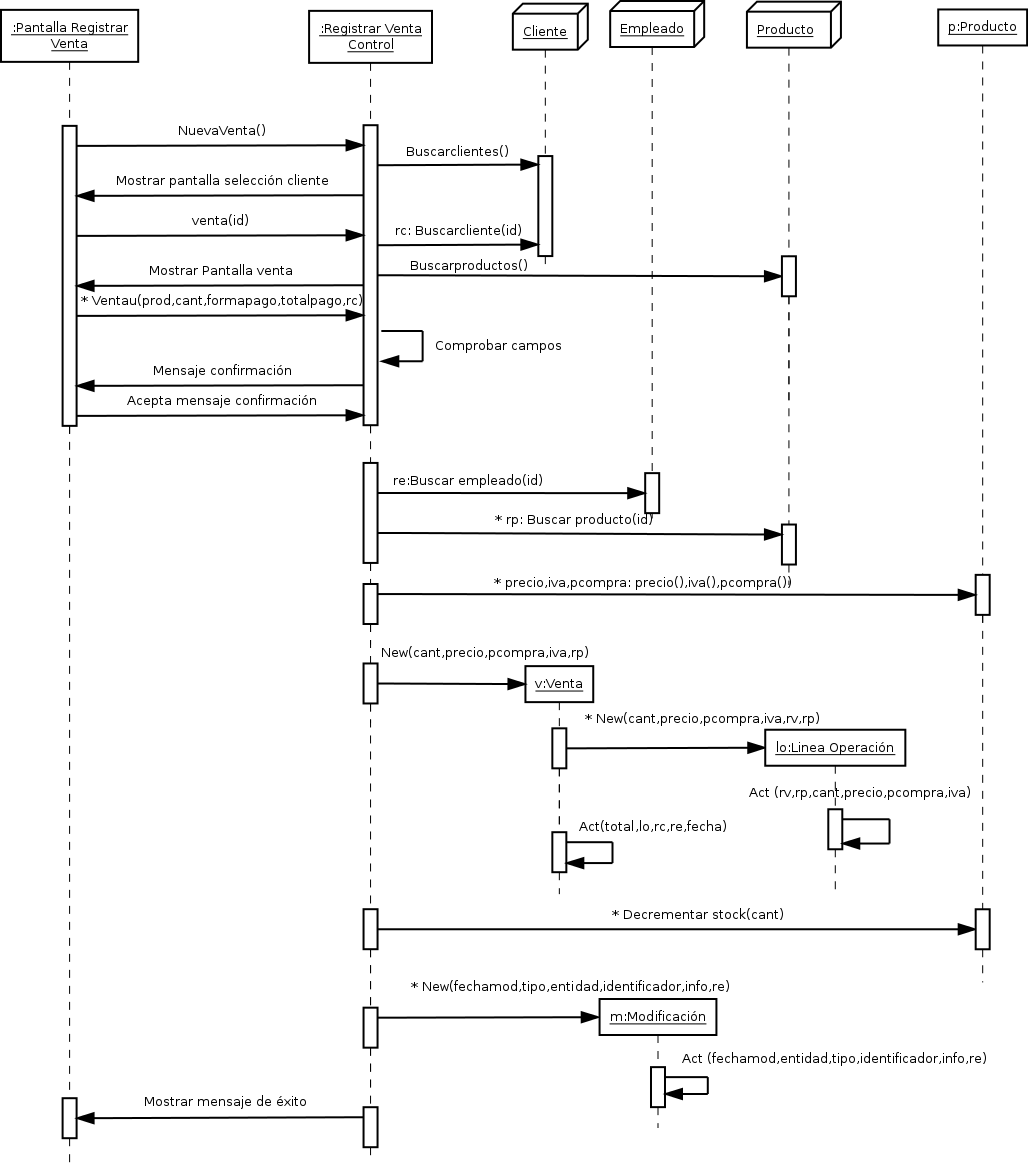 :Pantalla Registrar
Venta
:Registrar Venta
Control
Cliente
Empleado
Producto
p:Producto
NuevaVenta()
Buscarclientes()
Mostrar pantalla selección cliente
venta(id)
rc: Buscarcliente(id)
Buscarproductos()
Mostrar Pantalla venta
* Ventau(prod,cant,formapago,totalpago,rc)
Comprobar campos
Mensaje confirmación
Acepta mensaje confirmación
re:Buscar empleado(id)
* rp: Buscar producto(id)
* precio,iva,pcompra: precio(),iva(),pcompra())
New(cant,precio,pcompra,iva,rp)
v:Venta
* New(cant,precio,pcompra,iva,rv,rp)
lo:Linea Operación
Act (rv,rp,cant,precio,pcompra,iva)
Act(total,lo,rc,re,fecha)
* Decrementar stock(cant)
* New(fechamod,tipo,entidad,identificador,info,re)
m:Modificación
Act (fechamod,entidad,tipo,identificador,info,re)
Mostrar mensaje de éxito